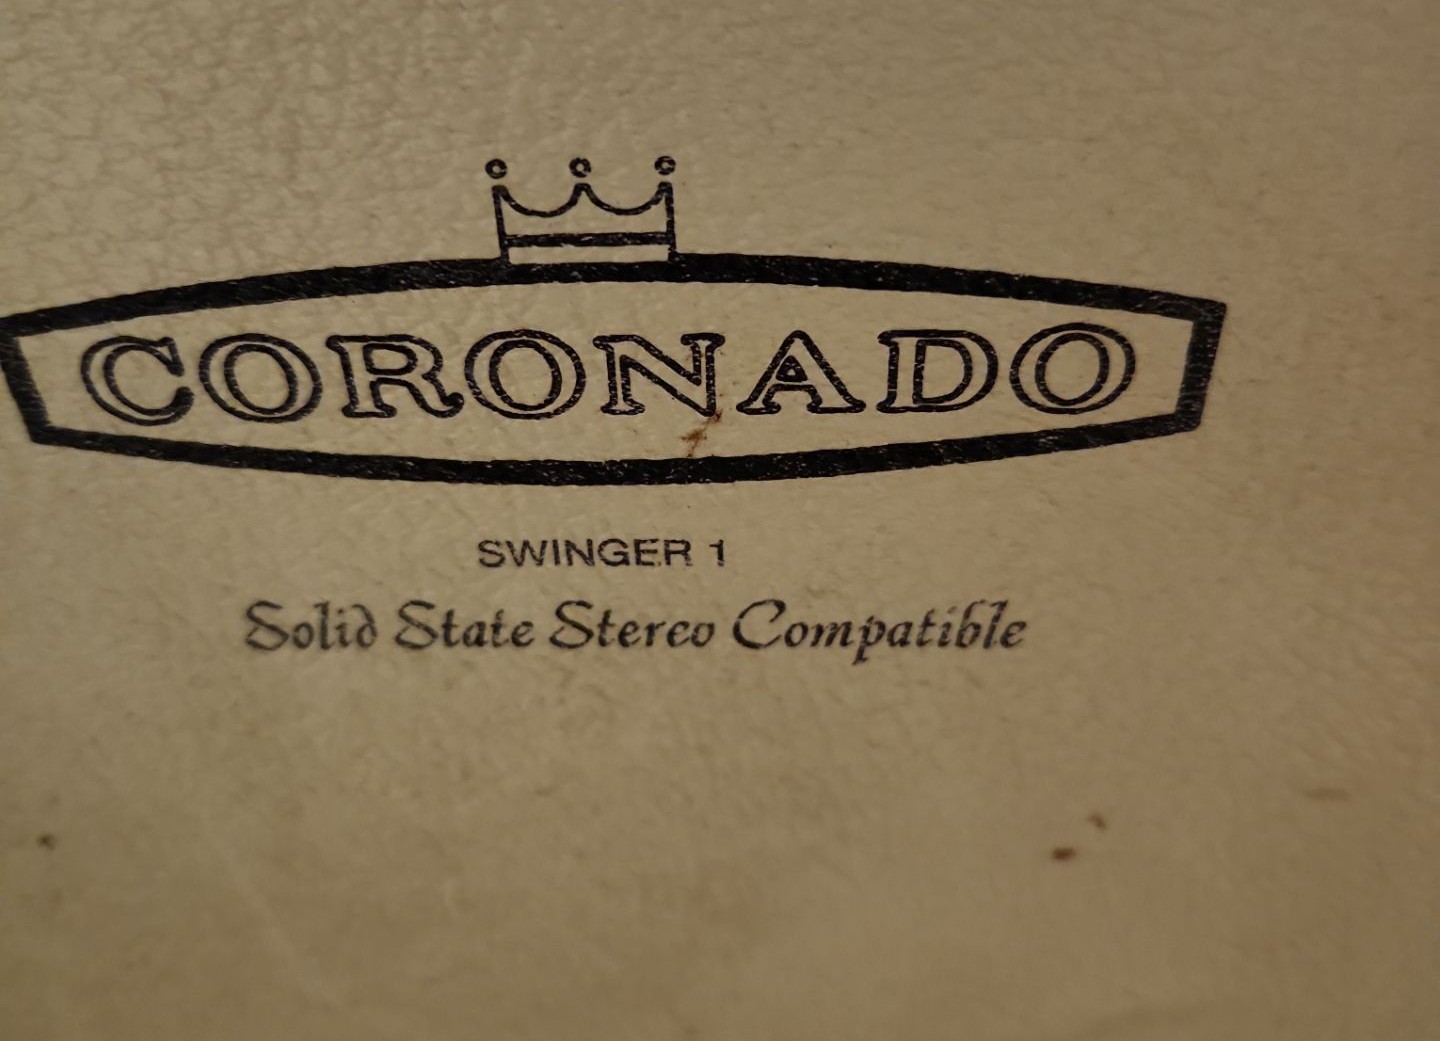 CORONADO
SWINGER 1
Solid State Stereo Compatible